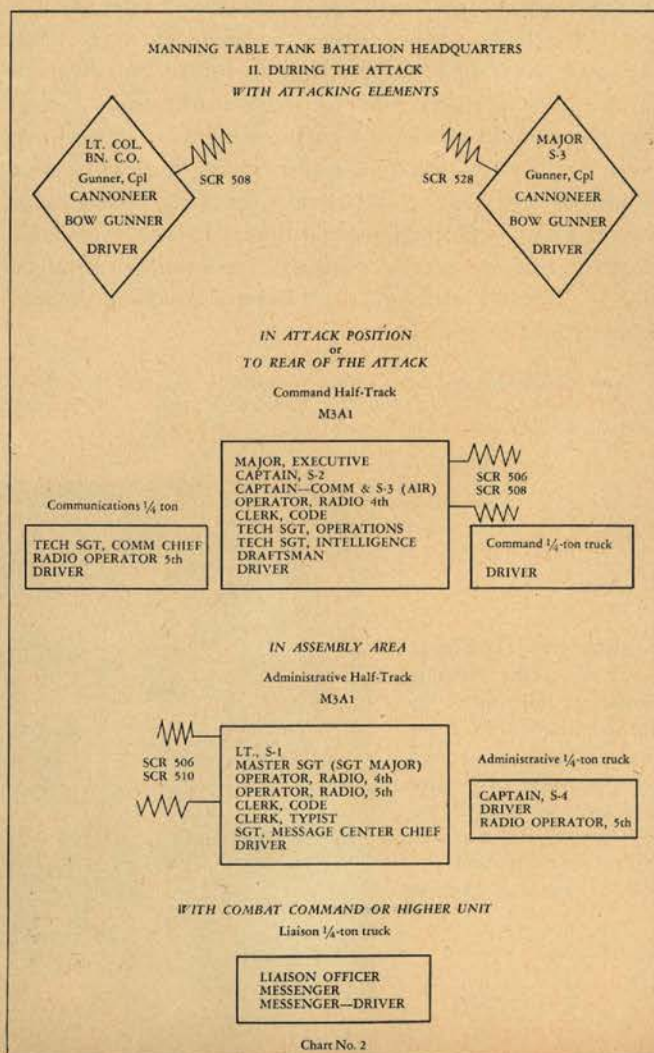 MANNING TABLE TANK BATTALION HEADQUARTERS
II. DURING THE ATTACK
WITH ATTACKING ELEMENTS
LT. COL.
BN. C.O.
Gunner, Cpl
CANNONEER
BOW GUNNER
DRIVER
SCR 508
SCR 528
MAJOR
S-3
Gunner, Cpl
CANNONEER
BOW GUNNER
DRIVER
IN ATTACK POSITION
or
TO REAR OF THE ATTACK
Command Half-Track
M3A1
Communications 1/4 ton
TECH SGT, COMM CHIEF
RADIO OPERATOR 5th
DRIVER
MAJOR, EXECUTIVE
CAPTAIN, S-2
CAPTAIN—COMM & S-3 (AIR)
OPERATOR, RADIO 4th
CLERK, CODE
TECH SGT, OPERATIONS
TECH SGT, INTELLIGENCE
DRAFTSMAN
DRIVER
SCR 506
SCR 508
Command 1/4-ton truck
DRIVER
IN ASSEMBLY AREA
Administrative Half-Track
M3A1
SCR 506
SCR 510
LT., S-1
MASTER SGT (SGT MAJOR)
OPERATOR, RADIO, 4th
OPERATOR, RADIO, 5th
CLERK, CODE
CLERK, TYPIST
SGT, MESSAGE CENTER CHIEF
DRIVER
Administrative 1/4-ton truck
CAPTAIN, S-4
DRIVER
RADIO OPERATOR, 5th
WITH COMBAT COMMAND OR HIGHER UNIT
Liaison 1/4-ton truck
LIAISON OFFICER
MESSENGER
MESSENGER—DRIVER
Chart No. 2